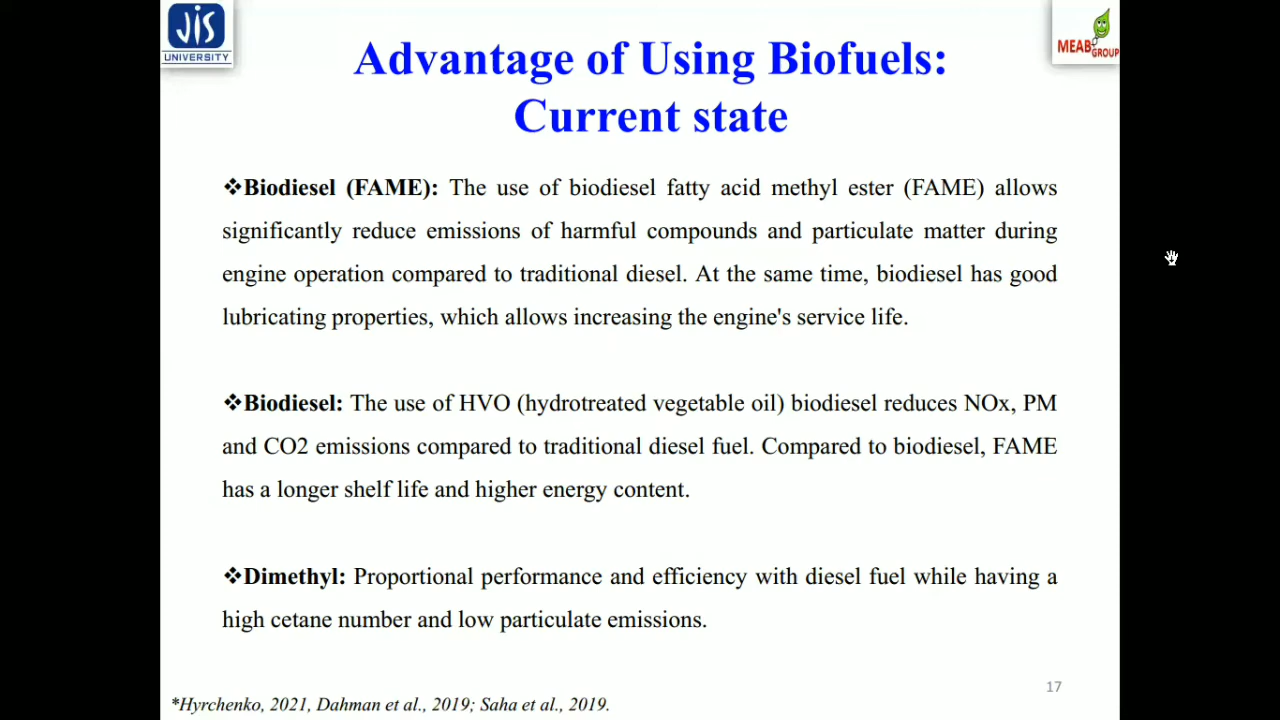 JIS
UNIVERSITY
MEAB GROUP
Advantage of Using Biofuels:
Current state
❖Biodiesel (FAME): The use of biodiesel fatty acid methyl ester (FAME) allows
significantly reduce emissions of harmful compounds and particulate matter during
engine operation compared to traditional diesel. At the same time, biodiesel has good
lubricating properties, which allows increasing the engine's service life.
❖Biodiesel: The use of HVO (hydrotreated vegetable oil) biodiesel reduces NOx, PM
and CO2 emissions compared to traditional diesel fuel. Compared to biodiesel, FAME
has a longer shelf life and higher energy content.
❖Dimethyl: Proportional performance and efficiency with diesel fuel while having a
high cetane number and low particulate emissions.
17
*Hyrchenko, 2021, Dahman et al., 2019; Saha et al., 2019.